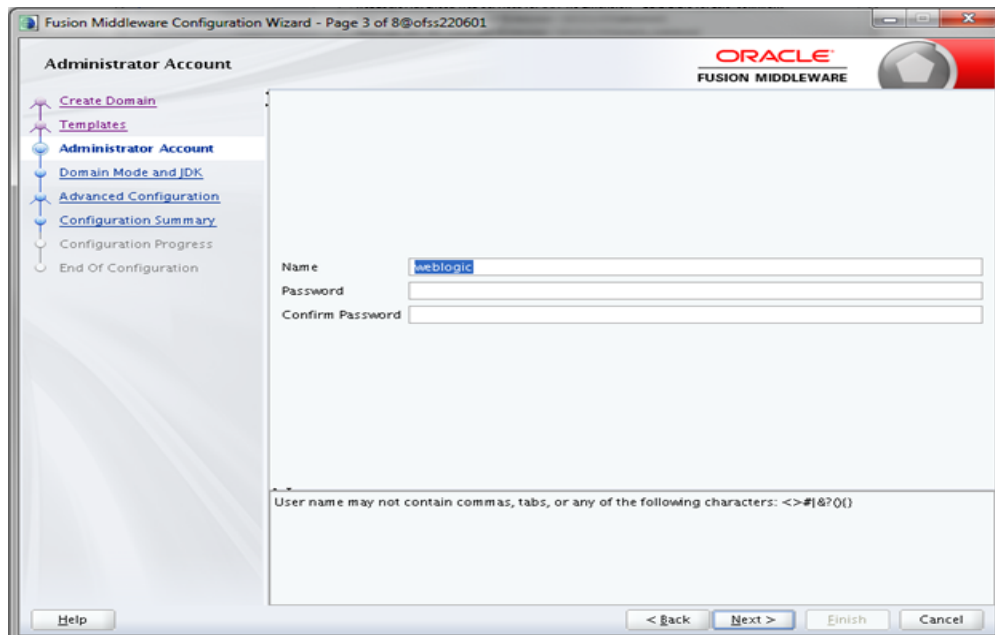 Fusion Middleware Configuration Wizard - Page 3 of 8@ofss220601
Administrator Account
ORACLE
FUSION MIDDLEWARE
Create Domain
Templates
Administrator Account
Domain Mode and JDK
Advanced Configuration
Configuration Summary
Configuration Progress
End Of Configuration
Name weblogic
Password
Confirm Password
User name may not contain commas, tabs, or any of the following characters: <>#|&?(){}
Help < Back Next > Finish Cancel